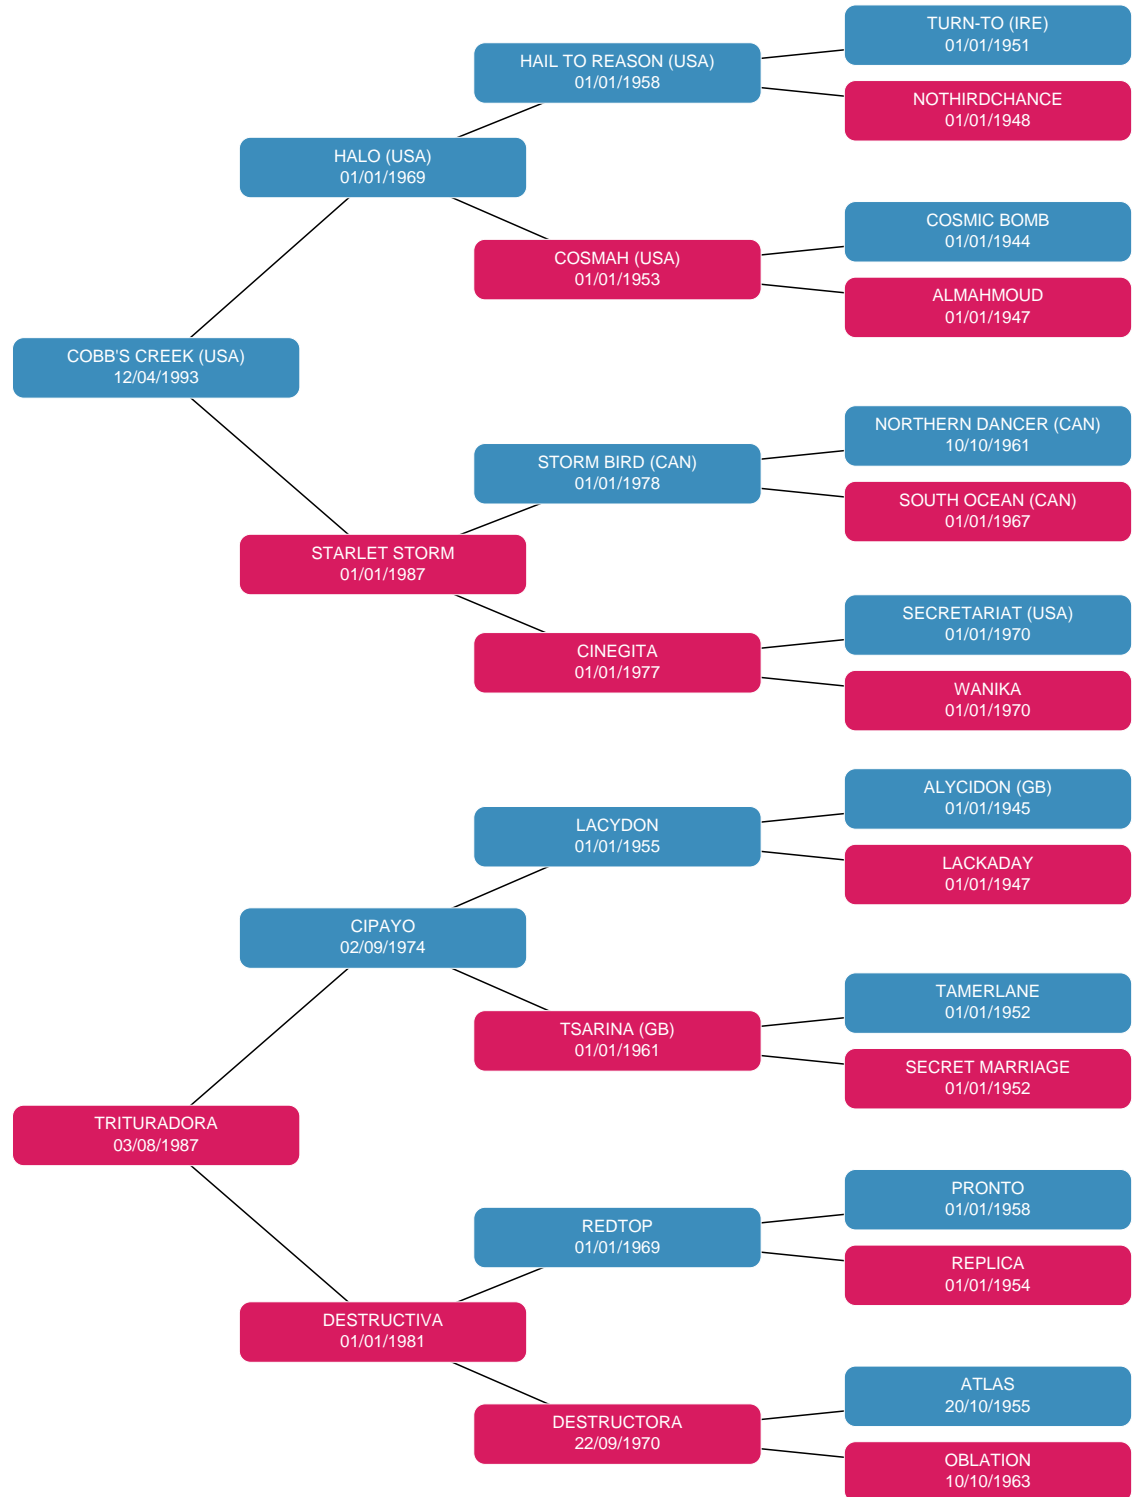 TURN-TO (IRE)
01/01/1951
HAIL TO REASON (USA)
01/01/1958
NOTHIRDCHANCE
01/01/1948
HALO (USA)
01/01/1969
COSMIC BOMB
01/01/1944
COSMAH (USA)
01/01/1953
ALMAHMOUD
01/01/1947
COBB'S CREEK (USA)
12/04/1993
NORTHERN DANCER (CAN)
10/10/1961
STORM BIRD (CAN)
01/01/1978
SOUTH OCEAN (CAN)
01/01/1967
STARLET STORM
01/01/1987
SECRETARIAT (USA)
01/01/1970
CINEGITA
01/01/1977
WANIKA
01/01/1970
ALYCIDON (GB)
01/01/1945
LACYDON
01/01/1955
LACKADAY
01/01/1947
CIPAYO
02/09/1974
TAMERLANE
01/01/1952
TSARINA (GB)
01/01/1961
SECRET MARRIAGE
01/01/1952
TRITURADORA
03/08/1987
PRONTO
01/01/1958
REDTOP
01/01/1969
REPLICA
01/01/1954
DESTRUCTIVA
01/01/1981
ATLAS
20/10/1955
DESTRUCTORA
22/09/1970
OBLATION
10/10/1963